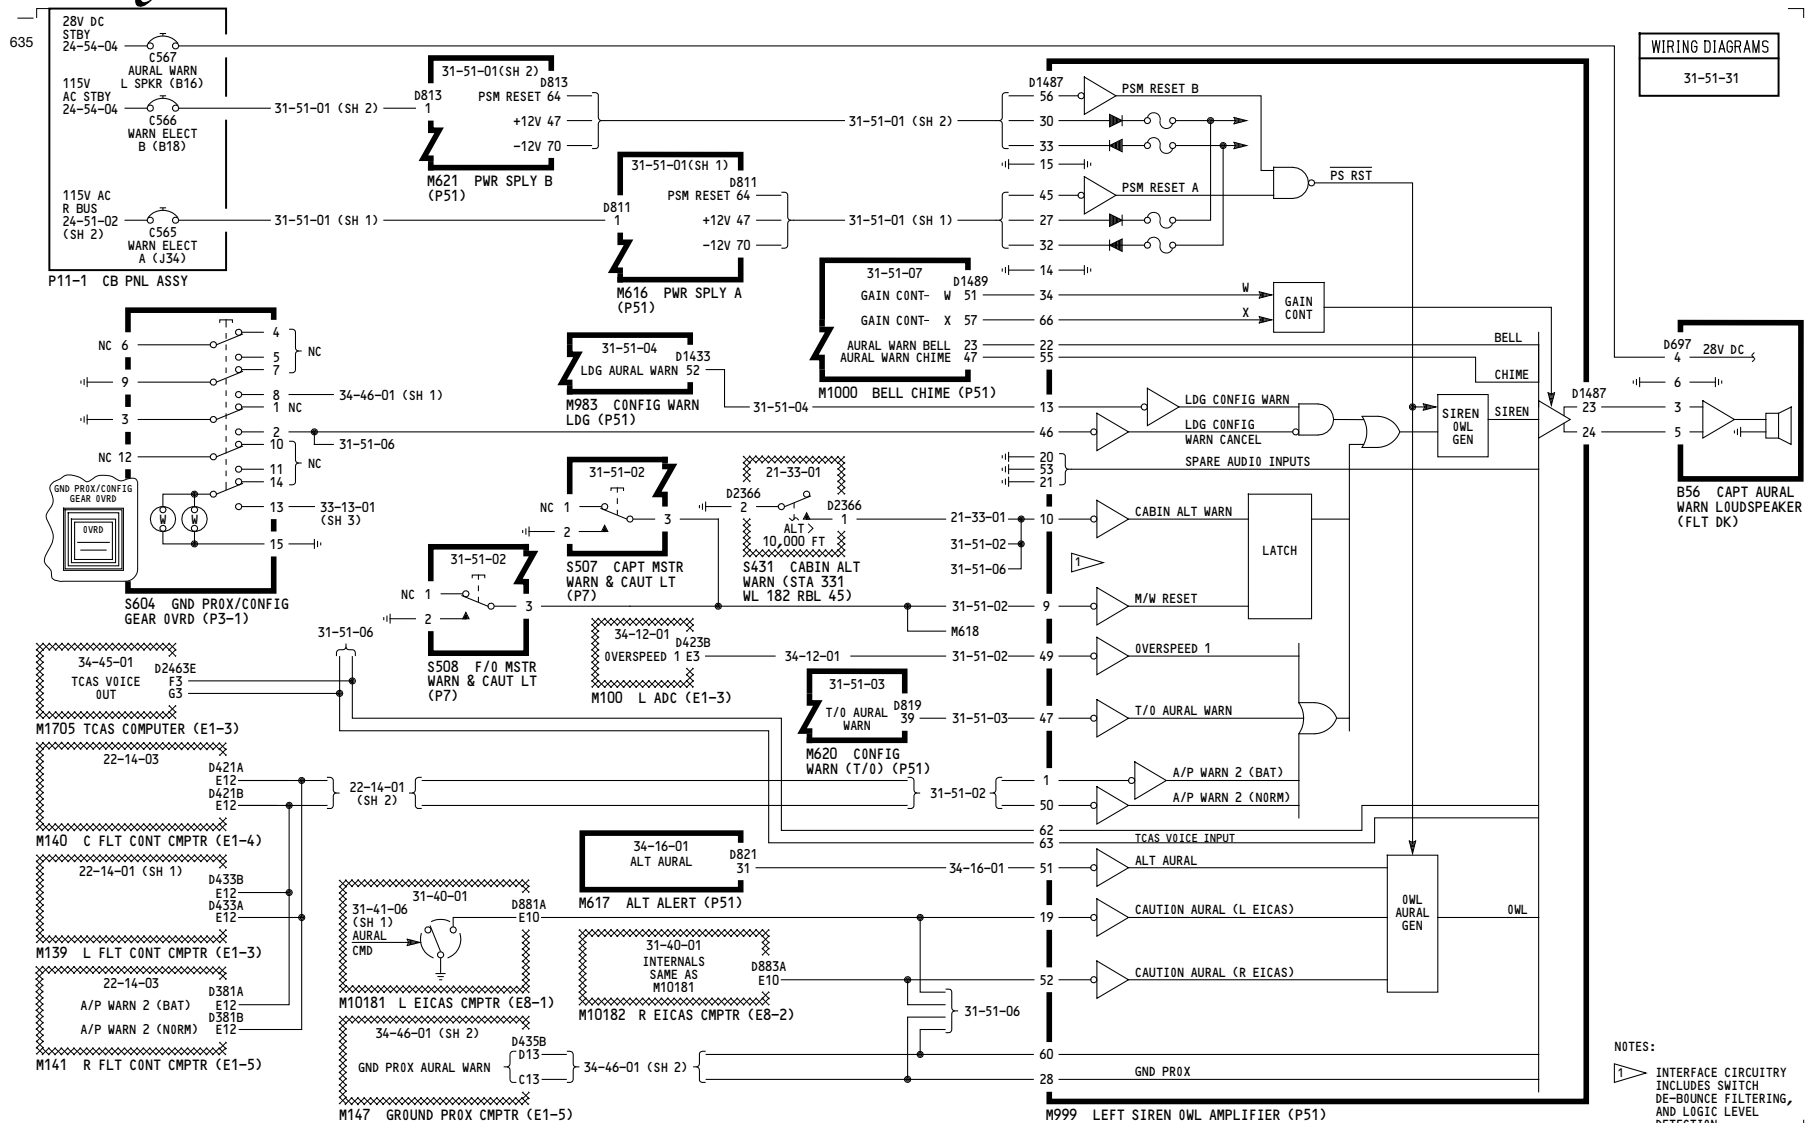 635
28V DC
STBY
24-54-04
C567
AURAL WARN
L SPKR (B16)
115V
AC STBY
24-54-04
C566
WARN ELECT
B (B18)
115V AC
R BUS
24-51-02
(SH 2)
C565
WARN ELECT
A (J34)
P11-1 CB PNL ASSY
31-51-01 (SH 2)
31-51-01 (SH 1)
31-51-01(SH 2)
D813
D813
1
PSM RESET 64
+12V 47
-12V 70
M621 PWR SPLY B
(P51)
31-51-01(SH 1)
D811
D811
1
PSM RESET 64
+12V 47
-12V 70
M616 PWR SPLY A
(P51)
31-51-01 (SH 2)
31-51-01 (SH 1)
WIRING DIAGRAMS
31-51-31
D1487
56
30
33
15
45
27
32
14
PSM RESET B
PSM RESET A
PS RST
31-51-07
D1489
GAIN CONT- W 51
GAIN CONT- X 57
AURAL WARN BELL 23
AURAL WARN CHIME 47
M1000 BELL CHIME (P51)
34
66
22
55
W
X
GAIN
CONT
BELL
CHIME
31-51-04
D1433
LDG AURAL WARN 52
M983 CONFIG WARN
LDG (P51)
31-51-04
13
46
LDG CONFIG WARN
LDG CONFIG
WARN CANCEL
SIREN
OWL
GEN
SIREN
D1487
23
24
D697
4
28V DC
6
3
5
B56 CAPT AURAL
WARN LOUDSPEAKER
(FLT DK)
NC 6
4
5
7
NC
9
8
34-46-01 (SH 1)
1 NC
3
2
31-51-06
10
NC 12
11
14
NC
13
33-13-01
(SH 3)
15
W
W
GND PROX/CONFIG
GEAR OVRD
OVRD
S604 GND PROX/CONFIG
GEAR OVRD (P3-1)
20
53
21
SPARE AUDIO INPUTS
31-51-02
NC 1
2
3
S507 CAPT MSTR
WARN & CAUT LT
(P7)
21-33-01
D2366
2
D2366
1
ALT>
10,000 FT
S431 CABIN ALT
WARN (STA 331
WL 182 RBL 45)
21-33-01
31-51-02
31-51-06
10
1
CABIN ALT WARN
LATCH
31-51-02
NC 1
2
3
S508 F/O MSTR
WARN & CAUT LT
(P7)
31-51-02
9
M618
M/W RESET
34-12-01
D423B
OVERSPEED 1 E3
M100 L ADC (E1-3)
34-12-01
31-51-02
49
OVERSPEED 1
31-51-03
D819
T/O AURAL
WARN
39
M620 CONFIG
WARN (T/O) (P51)
31-51-03
47
T/O AURAL WARN
31-51-06
34-45-01
TCAS VOICE
OUT
D2463E
F3
G3
M1705 TCAS COMPUTER (E1-3)
22-14-03
D421A
E12
D421B
E12
M140 C FLT CONT CMPTR (E1-4)
22-14-01
(SH 2)
31-51-02
1
50
A/P WARN 2 (BAT)
A/P WARN 2 (NORM)
62
63
TCAS VOICE INPUT
22-14-01 (SH 1)
D433B
E12
D433A
E12
M139 L FLT CONT CMPTR (E1-3)
34-16-01
ALT AURAL
D821
31
M617 ALT ALERT (P51)
34-16-01
51
ALT AURAL
OWL
AURAL
GEN
OWL
31-40-01
31-41-06
(SH 1)
AURAL
CMD
D881A
E10
M10181 L EICAS CMPTR (E8-1)
19
CAUTION AURAL (L EICAS)
31-40-01
INTERNALS
SAME AS
M10181
D883A
E10
M10182 R EICAS CMPTR (E8-2)
52
CAUTION AURAL (R EICAS)
31-51-06
22-14-03
D381A
A/P WARN 2 (BAT) E12
D381B
A/P WARN 2 (NORM) E12
M141 R FLT CONT CMPTR (E1-5)
34-46-01 (SH 2)
D435B
GND PROX AURAL WARN
D13
C13
M147 GROUND PROX CMPTR (E1-5)
34-46-01 (SH 2)
60
28
GND PROX
M999 LEFT SIREN OWL AMPLIFIER (P51)
NOTES:
1
INTERFACE CIRCUITRY
INCLUDES SWITCH
DE-BOUNCE FILTERING,
AND LOGIC LEVEL